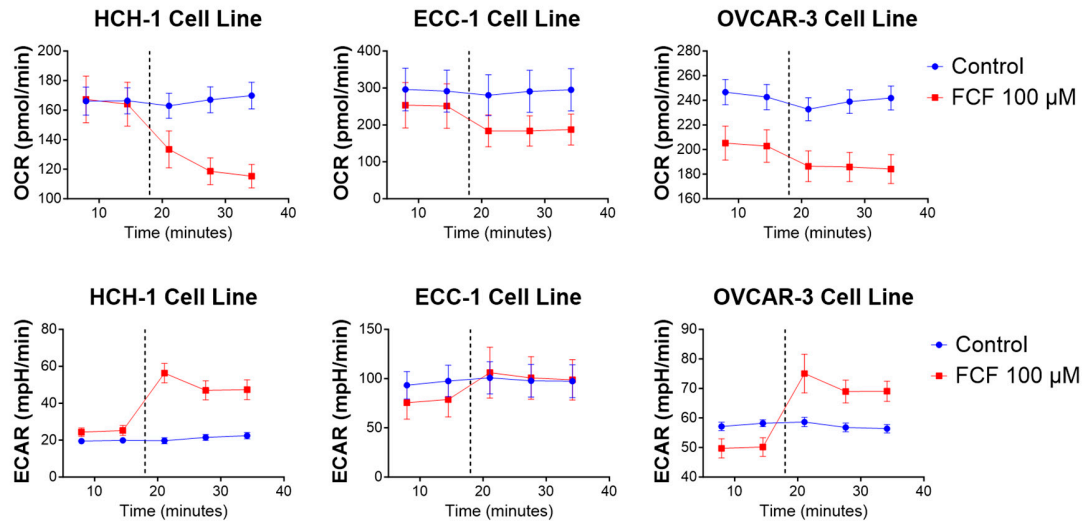 HCH-1 Cell Line
OCR (pmol/min)
200
180
160
140
120
100
10 20 30 40
Time (minutes)
ECC-1 Cell Line
OCR (pmol/min)
400
300
200
100
0
10 20 30 40
Time (minutes)
OVCAR-3 Cell Line
OCR (pmol/min)
280
260
240
220
200
180
160
10 20 30 40
Time (minutes)
Control
FCF 100 µM
HCH-1 Cell Line
ECAR (mpH/min)
80
60
40
20
0
10 20 30 40
Time (minutes)
ECC-1 Cell Line
ECAR (mpH/min)
150
100
50
0
10 20 30 40
Time (minutes)
OVCAR-3 Cell Line
ECAR (mpH/min)
90
80
70
60
50
40
10 20 30 40
Time (minutes)
Control
FCF 100 µM